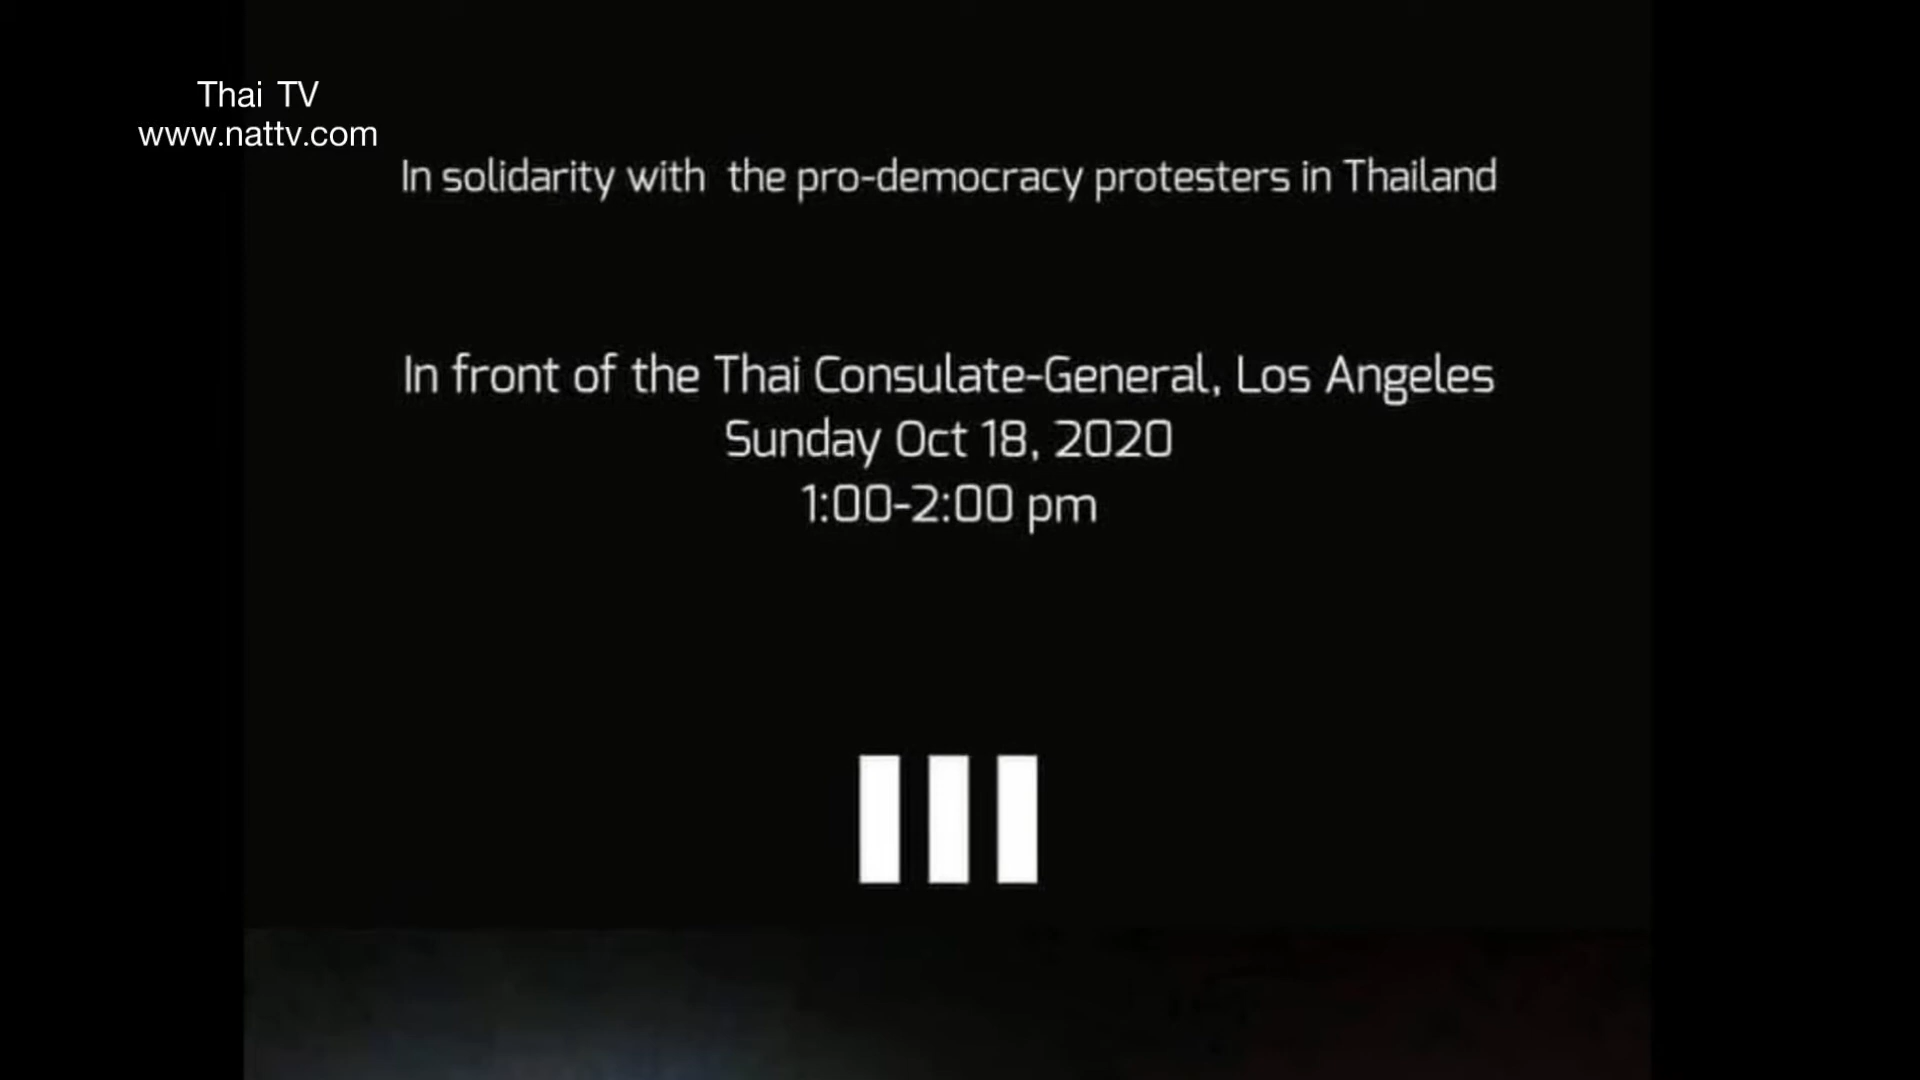 Thai TV
www.nattv.com
In solidarity with the pro-democracy protesters in Thailand
In front of the Thai Consulate-General, Los Angeles
Sunday Oct 18, 2020
1:00-2:00 pm